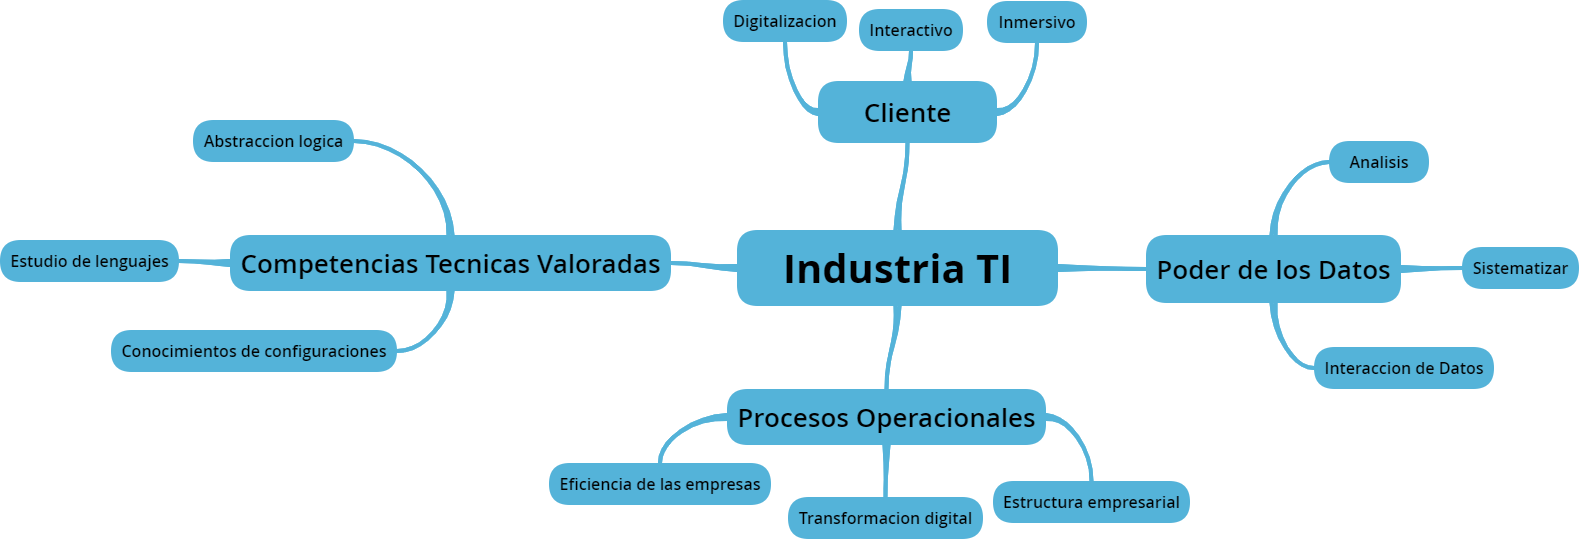 Digitalizacion
Interactivo
Inmersivo
Cliente
Abstraccion logica
Analisis
Estudio de lenguajes
Competencias Tecnicas Valoradas
Industria TI
Poder de los Datos
Sistematizar
Conocimientos de configuraciones
Interaccion de Datos
Procesos Operacionales
Eficiencia de las empresas
Transformacion digital
Estructura empresarial